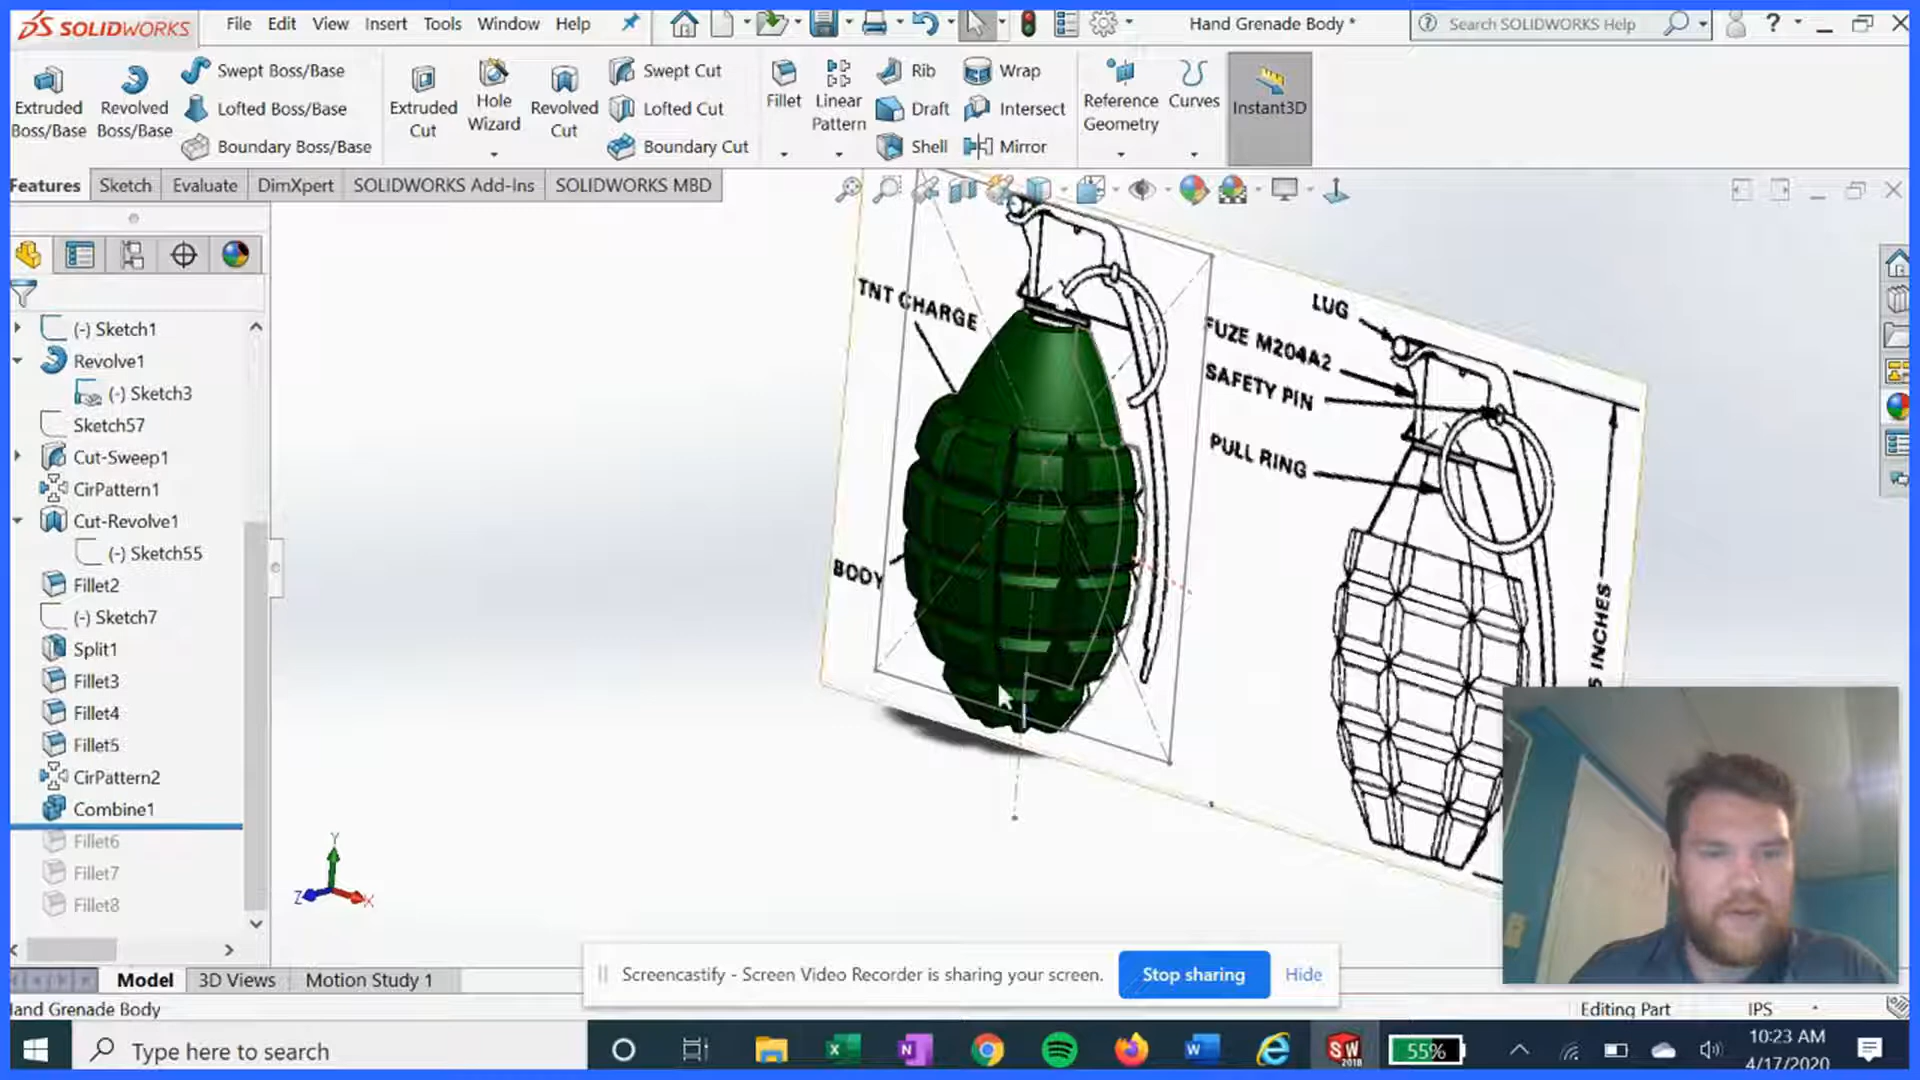 SOLIDWORKS
File Edit View Insert Tools Window Help
Hand Grenade Body *
Search SOLIDWORKS Help
?
Extruded Boss/Base
Revolved Boss/Base
Swept Boss/Base
Lofted Boss/Base
Boundary Boss/Base
Extruded Cut
Hole Wizard
Revolved Cut
Swept Cut
Lofted Cut
Boundary Cut
Fillet
Linear Pattern
Rib
Draft
Shell
Wrap
Intersect
Mirror
Reference Geometry
Curves
Instant3D
Features Sketch Evaluate DimXpert SOLIDWORKS Add-Ins SOLIDWORKS MBD
(-) Sketch1
Revolve1
(-) Sketch3
Sketch57
Cut-Sweep1
CirPattern1
Cut-Revolve1
(-) Sketch55
Fillet2
(-) Sketch7
Split1
Fillet3
Fillet4
Fillet5
CirPattern2
Combine1
Fillet6
Fillet7
Fillet8
TNT CHARGE
BODY
LUG
FUZE M204A2
SAFETY PIN
PULL RING
INCHES
Y
Z
X
Model 3D Views Motion Study 1
Screencastify - Screen Video Recorder is sharing your screen.
Stop sharing
Hide
Hand Grenade Body
Editing Part
IPS
Type here to search
SW
2018
55%
10:23 AM
4/17/2020